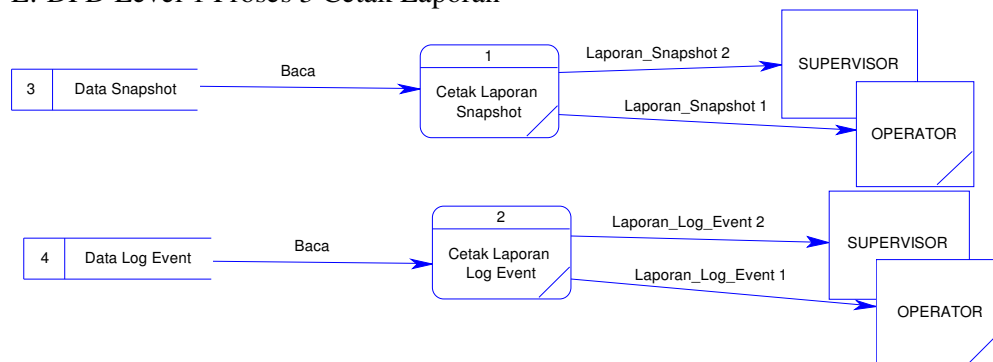 E. DFD Level 1 Proses 5 Cetak Laporan
1
Laporan_Snapshot 2
SUPERVISOR
Baca
3
Data Snapshot
Cetak Laporan
Snapshot
Laporan_Snapshot 1
OPERATOR
2
Laporan_Log_Event 2
SUPERVISOR
Baca
4
Data Log Event
Cetak Laporan
Log Event
Laporan_Log_Event 1
OPERATOR